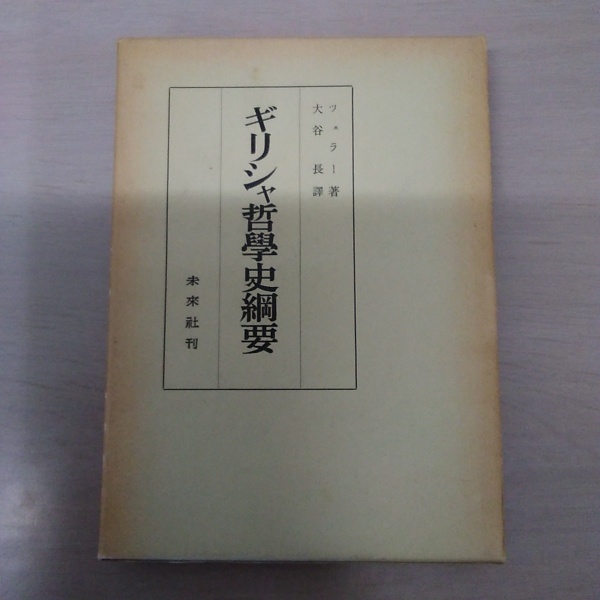 ツェラー著
大谷長譯
ギリシャ哲學史綱要
未來社刊